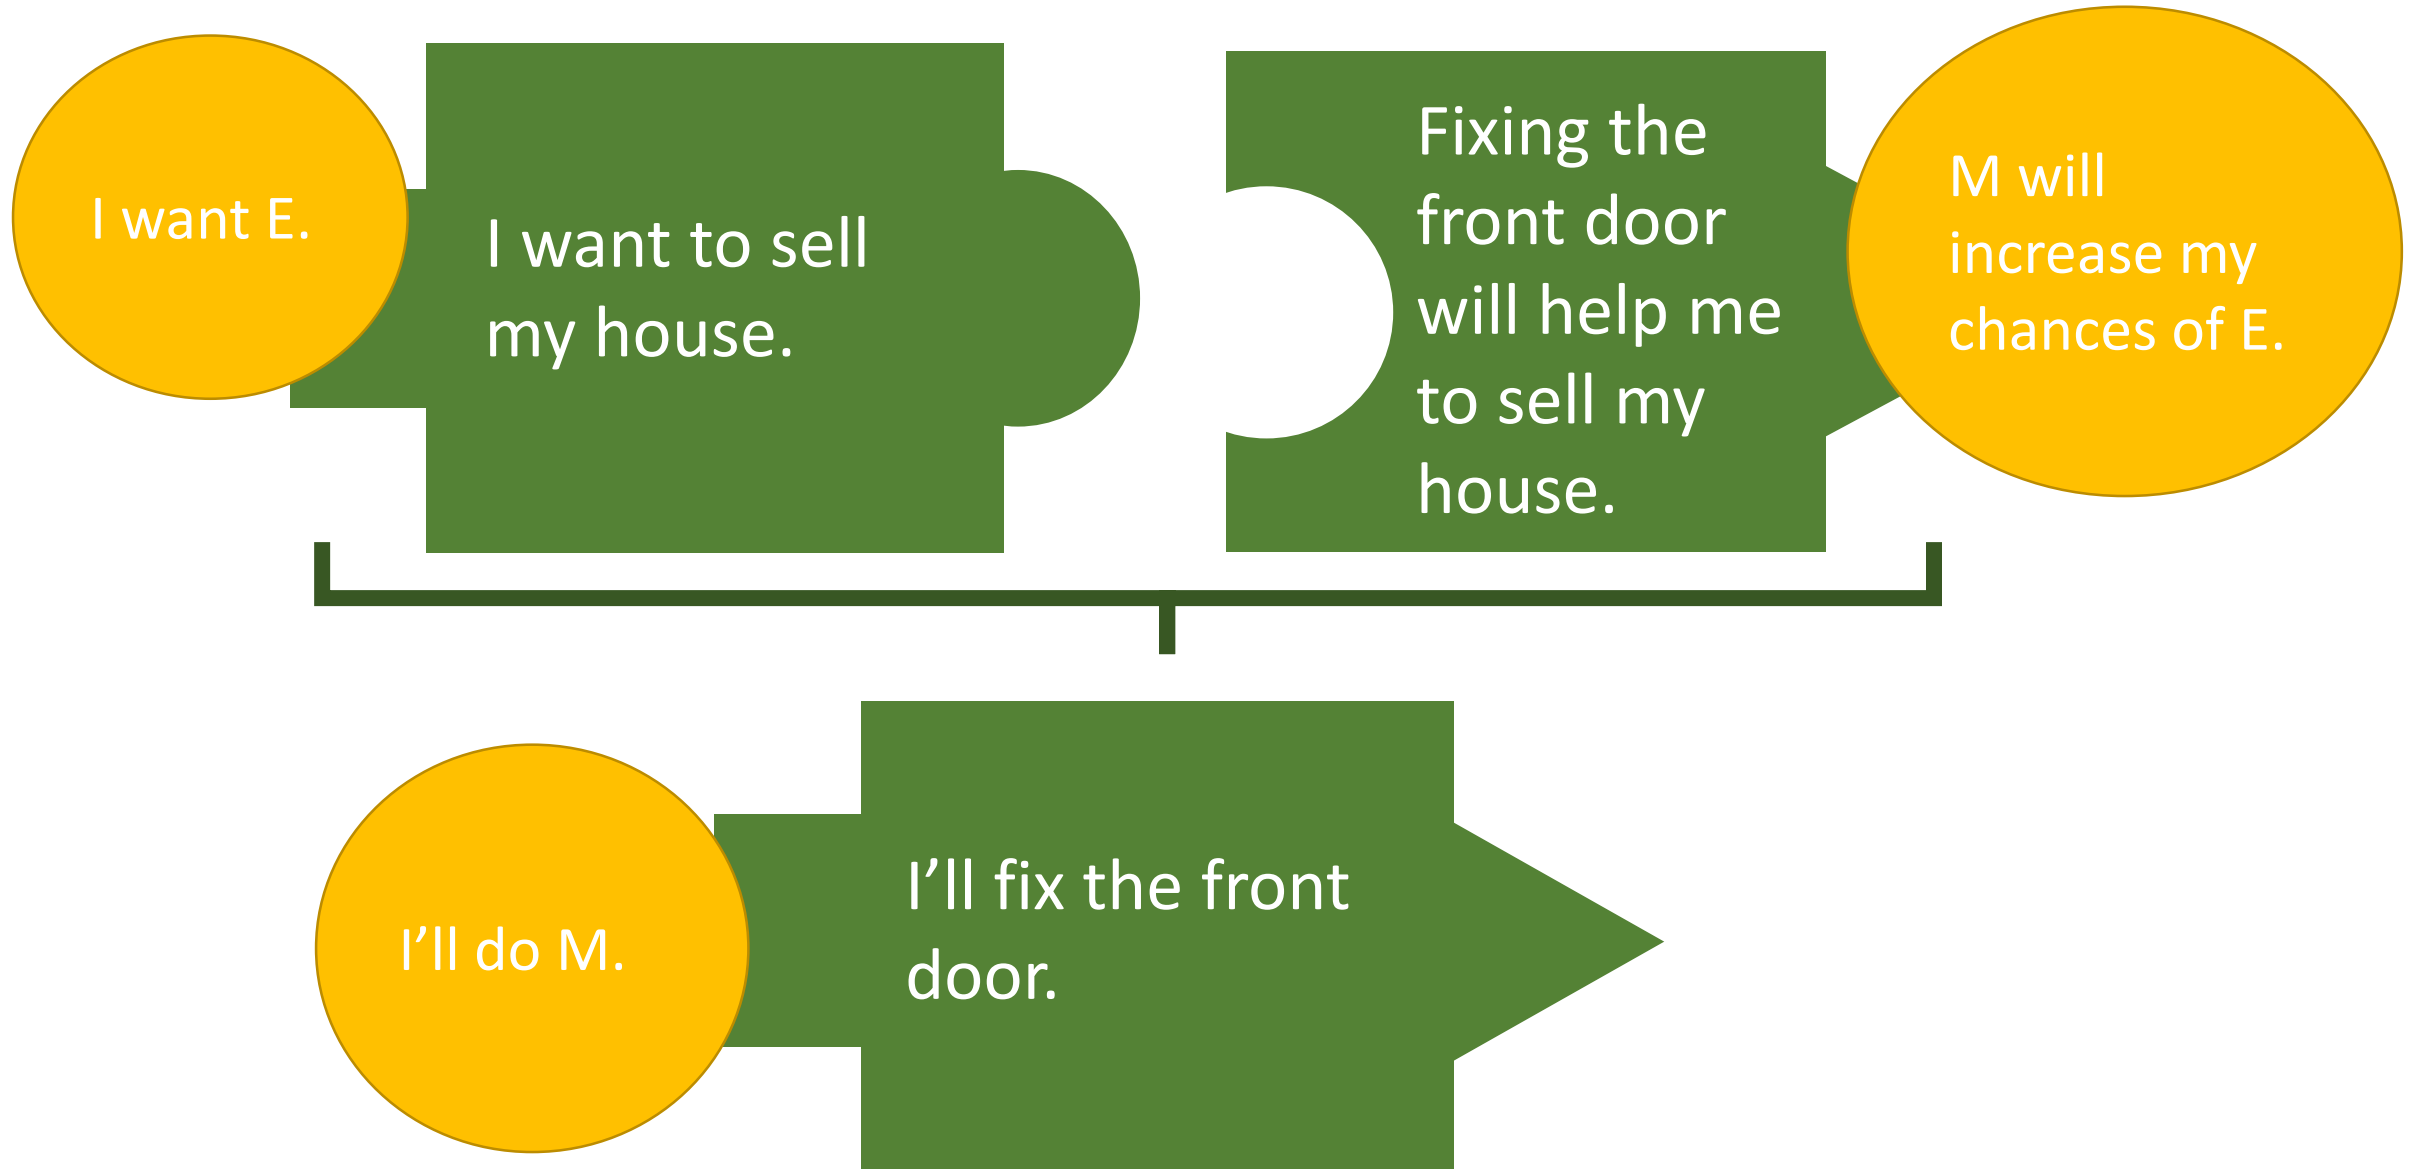 I want E.
I want to sell
my house.
Fixing the
front door
will help me
to sell my
house.
M will
increase my
chances of E.
I'll do M.
I’ll fix the front
door.